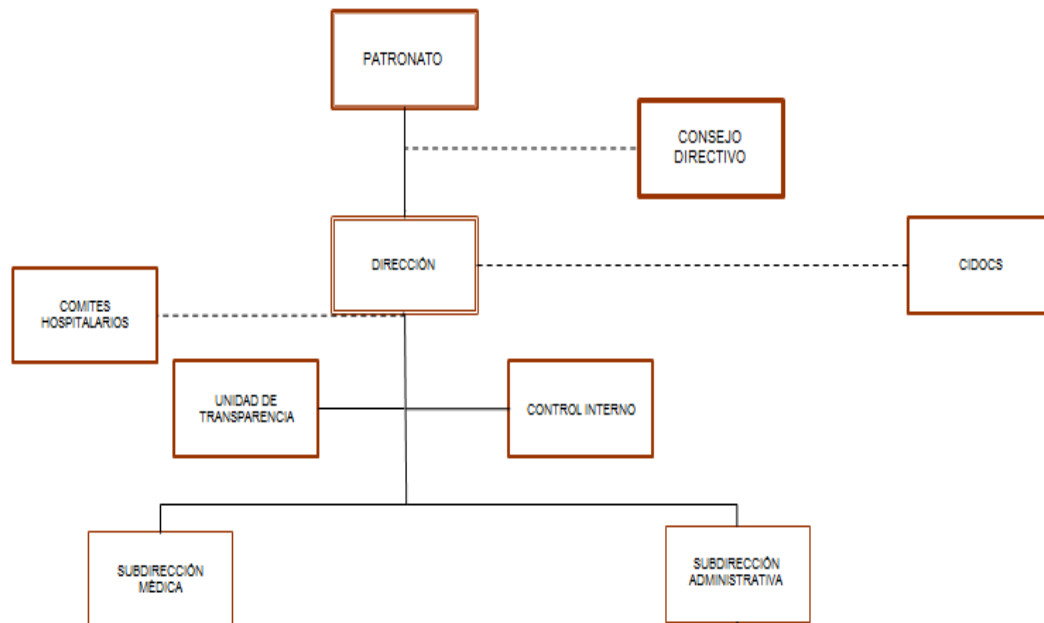 PATRONATO
CONSEJO
DIRECTIVO
DIRECCIÓN
CIDOCS
COMITES
HOSPITALARIOS
UNIDAD DE
TRANSPARENCIA
CONTROL INTERNO
SUBDIRECCIÓN
MÉDICA
SUBDIRECCIÓN
ADMINISTRATIVA